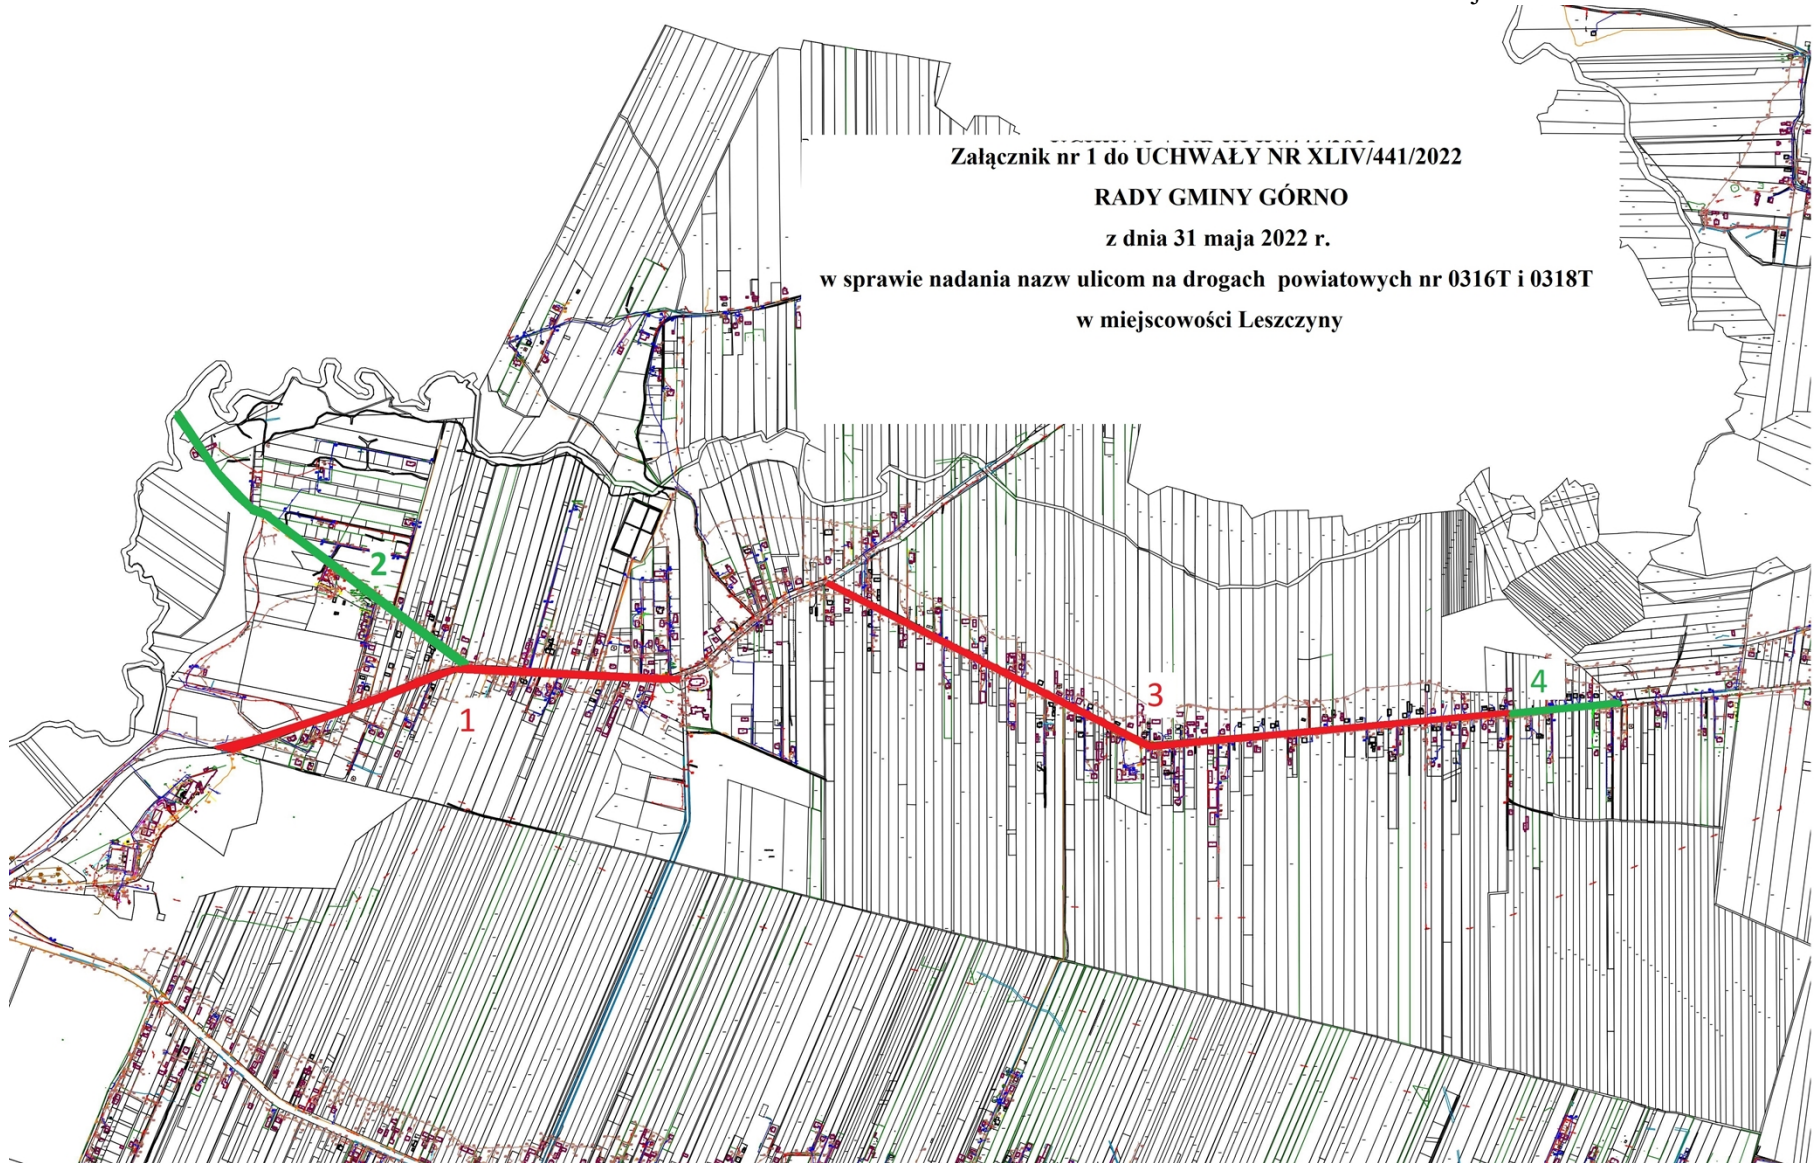 Załącznik nr 1 do UCHWAŁY NR XLIV/441/2022
RADY GMINY GÓRNO
z dnia 31 maja 2022 r.
w sprawie nadania nazw ulicom na drogach powiatowych nr 0316T i 0318T
w miejscowości Leszczyny
2
1
3
4